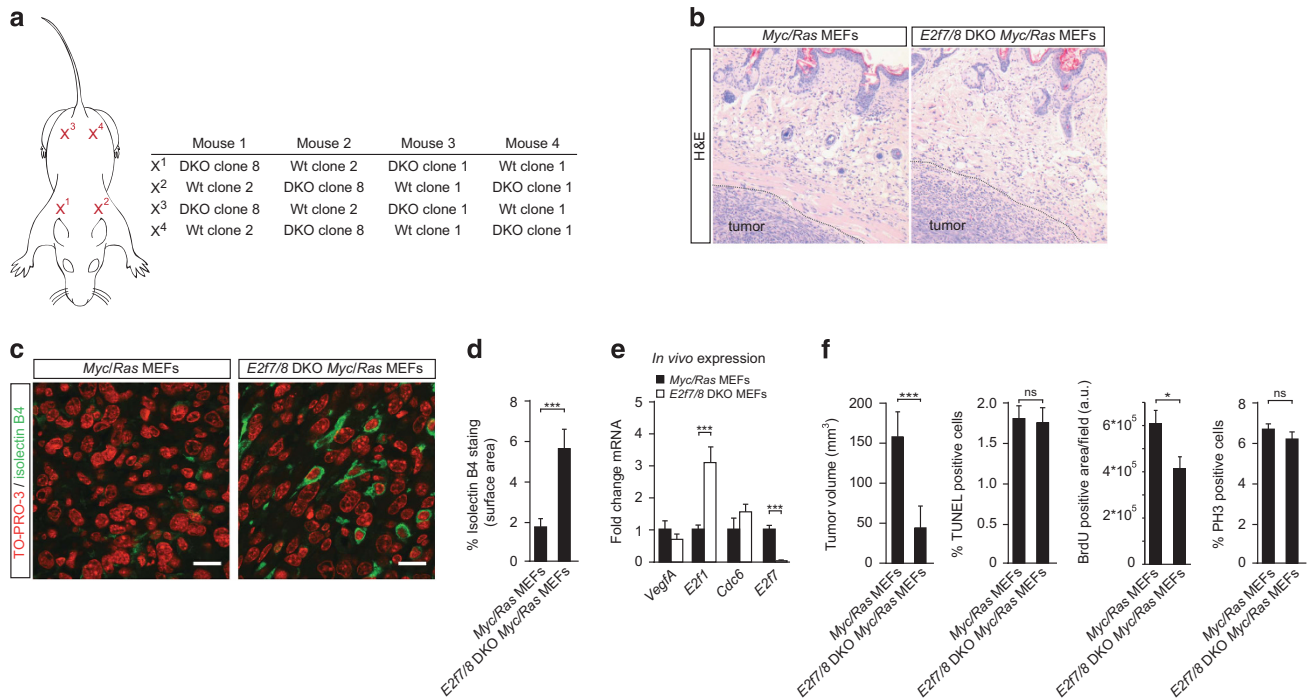 a
X3 X4
X1 X2
Mouse 1 Mouse 2 Mouse 3 Mouse 4
X1 DKO clone 8 Wt clone 2 DKO clone 1 Wt clone 1
X2 Wt clone 2 DKO clone 8 Wt clone 1 DKO clone 1
X3 DKO clone 8 Wt clone 2 DKO clone 1 Wt clone 1
X4 Wt clone 2 DKO clone 8 Wt clone 1 DKO clone 1
b
Myc/Ras MEFs
E2f7/8 DKO Myc/Ras MEFs
H&E
tumor
tumor
c
Myc/Ras MEFs
E2f7/8 DKO Myc/Ras MEFs
TO-PRO-3 / isolectin B4
d
% Isolectin B4 staing
(surface area)
8
6
4
2
0
***
Myc/Ras MEFs
E2f7/8 DKO Myc/Ras MEFs
e
In vivo expression
Myc/Ras MEFs
E2f7/8 DKO MEFs
Fold change mRNA
5
4
3
2
1
0
***
***
VegfA
E2f1
Cdc6
E2f7
f
Tumor volume (mm3)
200
150
100
50
0
***
Myc/Ras MEFs
E2f7/8 DKO Myc/Ras MEFs
% TUNEL positive cells
2.0
1.5
1.0
0.5
0
ns
Myc/Ras MEFs
E2f7/8 DKO Myc/Ras MEFs
BrdU positive area/field (a.u.)
6*10^5
4*10^5
2*10^5
0
*
Myc/Ras MEFs
E2f7/8 DKO Myc/Ras MEFs
% PH3 positive cells
8
6
4
2
0
ns
Myc/Ras MEFs
E2f7/8 DKO Myc/Ras MEFs